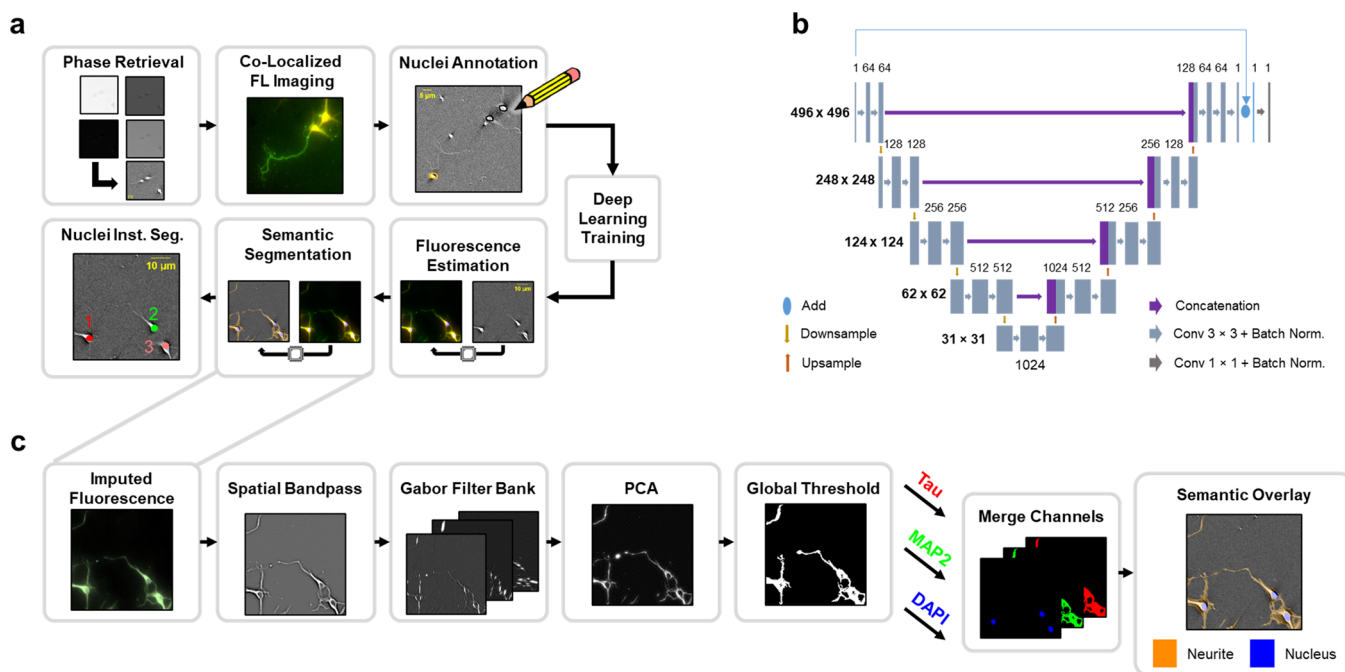 a
Phase Retrieval
Co-Localized
FL Imaging
Nuclei Annotation
5 µm
Deep
Learning
Training
Nuclei Inst. Seg.
10 µm
1
2
3
Semantic
Segmentation
Fluorescence
Estimation
10 µm
b
1 64 64
128 64 64 1 1 1
496 x 496
128 128
256 128
248 x 248
256 256
512 256
124 x 124
512 512
1024 512
62 x 62
31 × 31
1024
Add
Downsample
Upsample
Concatenation
Conv 3 × 3 + Batch Norm.
Conv 1 × 1 + Batch Norm.
c
Imputed
Fluorescence
Spatial Bandpass
Gabor Filter Bank
PCA
Global Threshold
Tau
MAP2
DAPI
Merge Channels
Semantic Overlay
Neurite
Nucleus